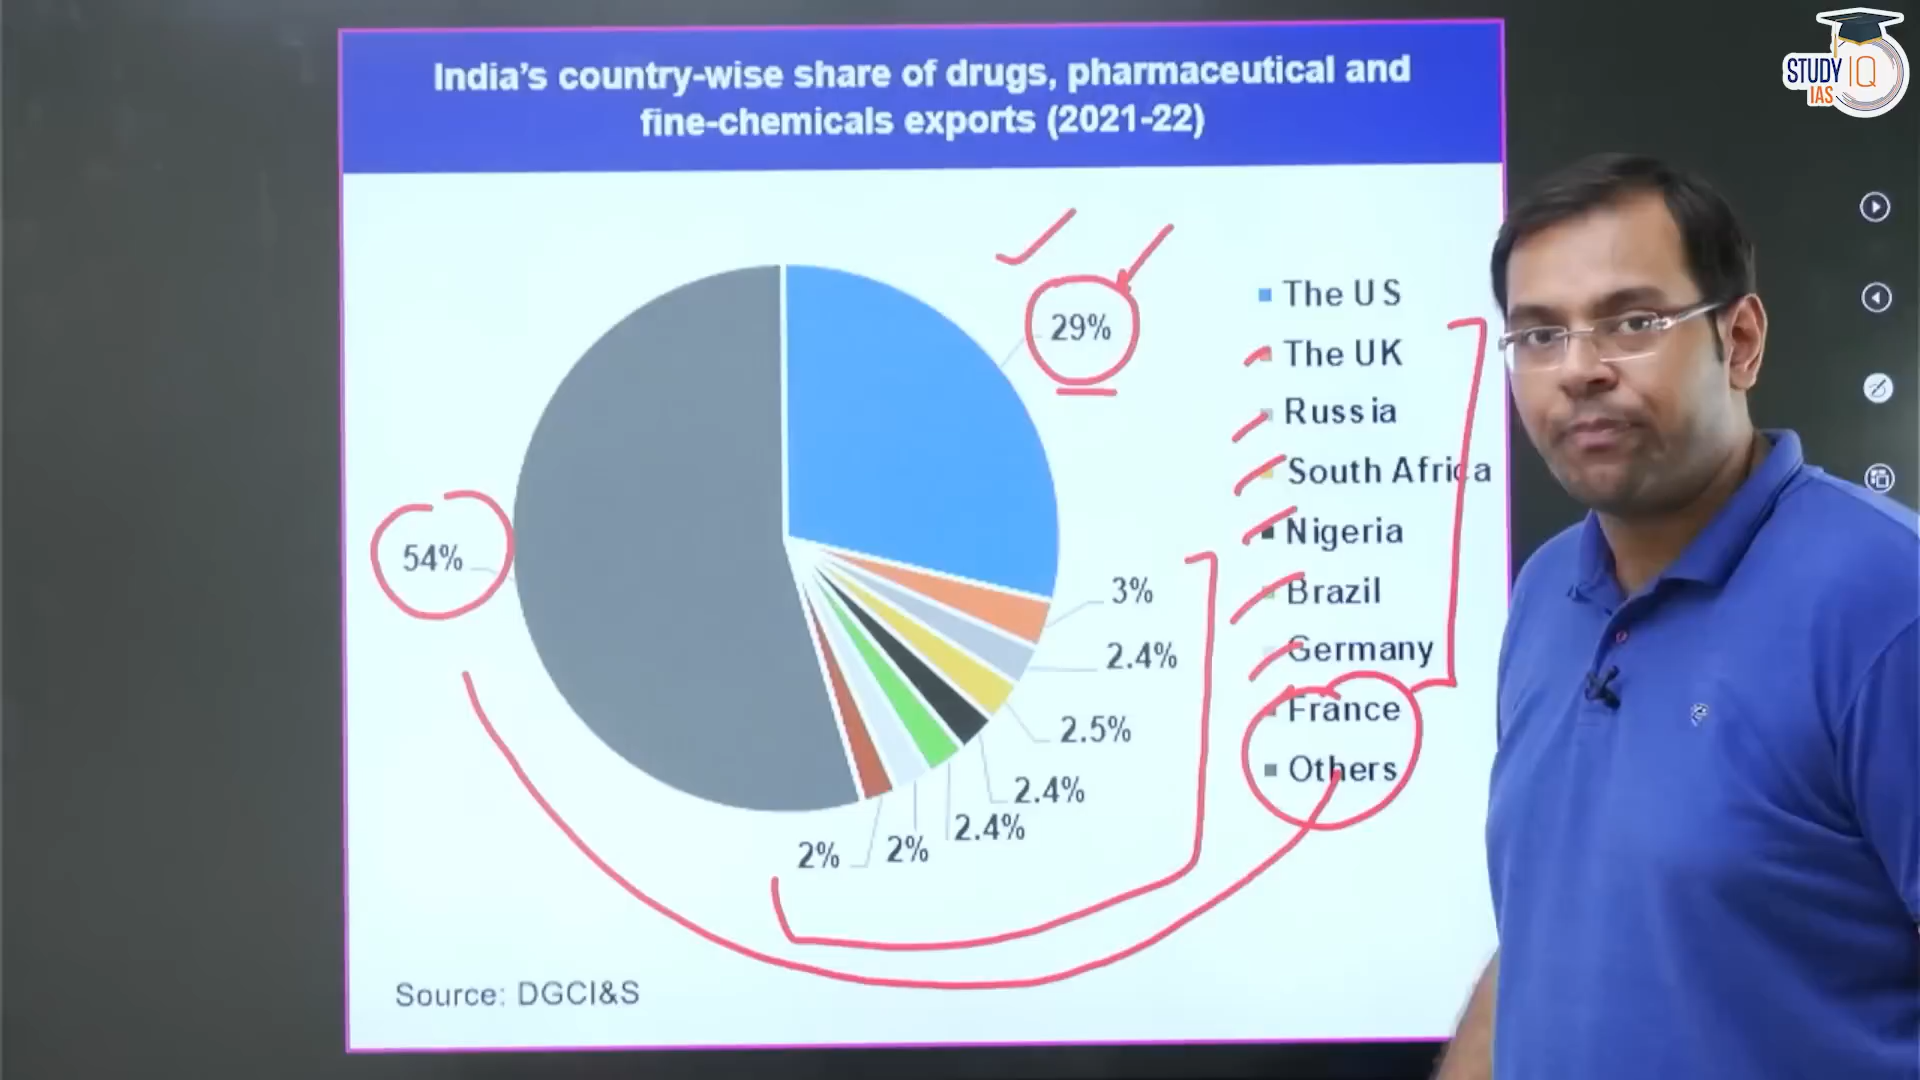 India's country-wise share of drugs, pharmaceutical and
fine-chemicals exports (2021-22)
STUDY IQ
IAS
29%
54%
3%
2.4%
2.5%
2.4%
2.4%
2%
2%
The US
The UK
Russia
South Africa
Nigeria
Brazil
Germany
France
Others
Source: DGCI&S